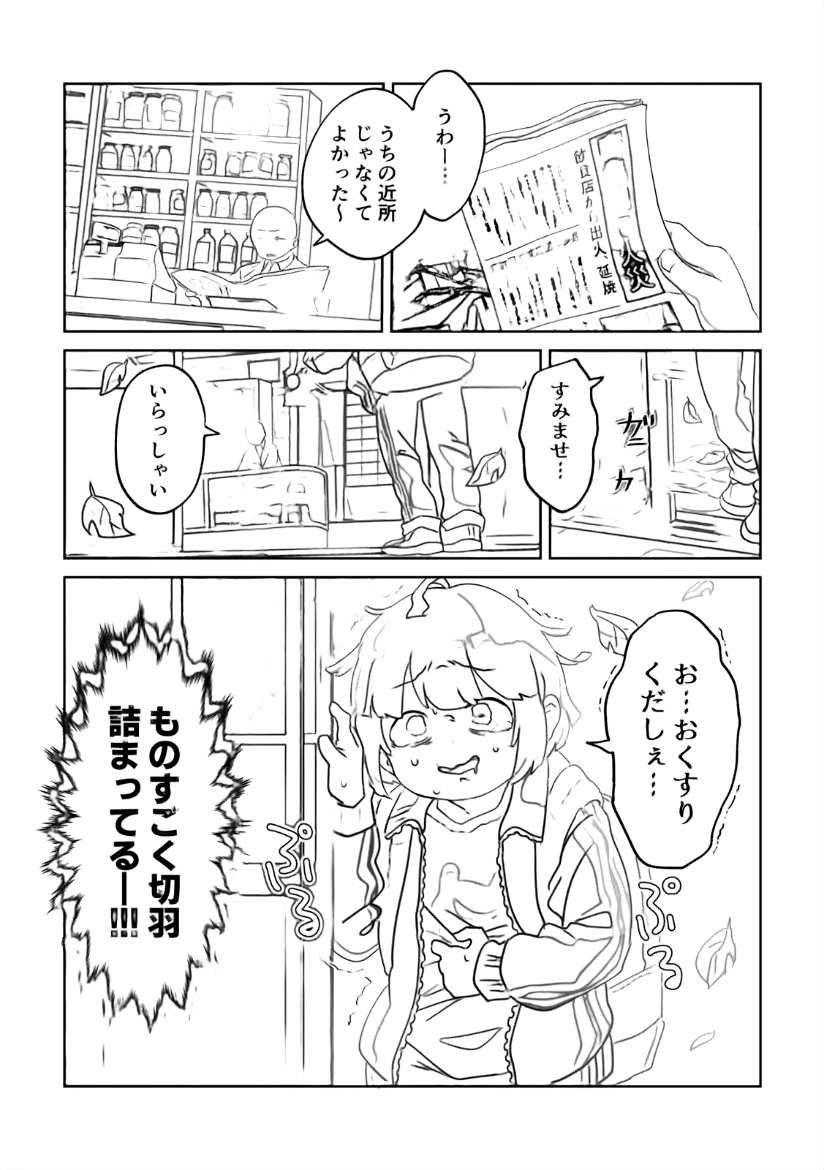 飲食店から出火、延焼
炎
うわー…
うちの近所
じゃなくて
よかった～
ガラッ
すみませ…
いらっしゃい
お…おくすり
くだしぇ…
ぷる
ぷる
ものすごく切羽
詰まってるー!!!